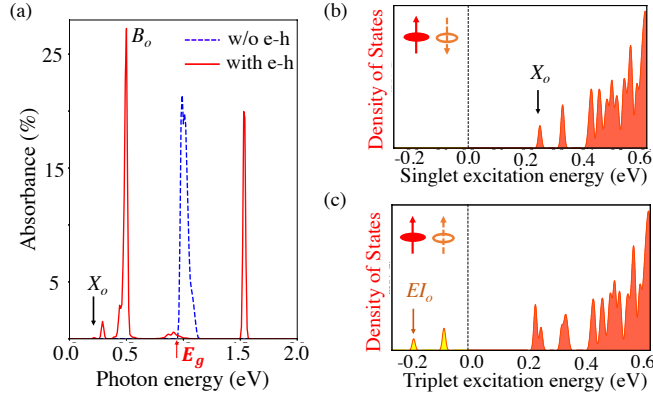 (a)
B_o
w/o e-h
with e-h
25
15
5
Absorbance (%)
X_o
E_g
0.0 0.5 1.0 1.5 2.0
Photon energy (eV)
(b)
Density of States
X_o
-0.2 0.0 0.2 0.4 0.6
Singlet excitation energy (eV)
(c)
Density of States
EI_o
-0.2 0.0 0.2 0.4 0.6
Triplet excitation energy (eV)